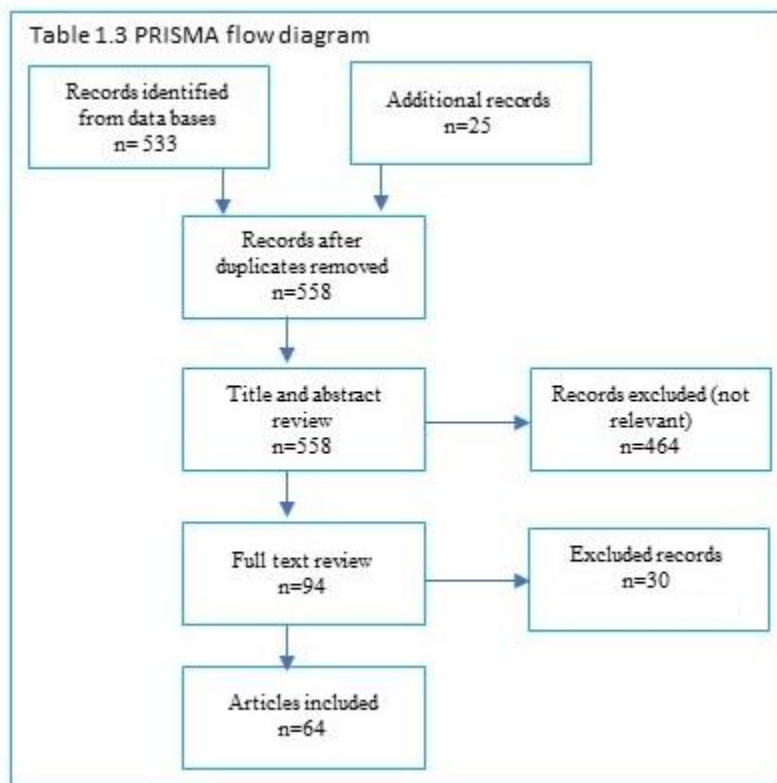 Table 1.3 PRISMA flow diagram
Records identified
from data bases
n= 533
Additional records
n=25
Records after
duplicates removed
n=558
Title and abstract
review
n=558
Records excluded (not
relevant)
n=464
Full text review
n=94
Excluded records
n=30
Articles included
n=64